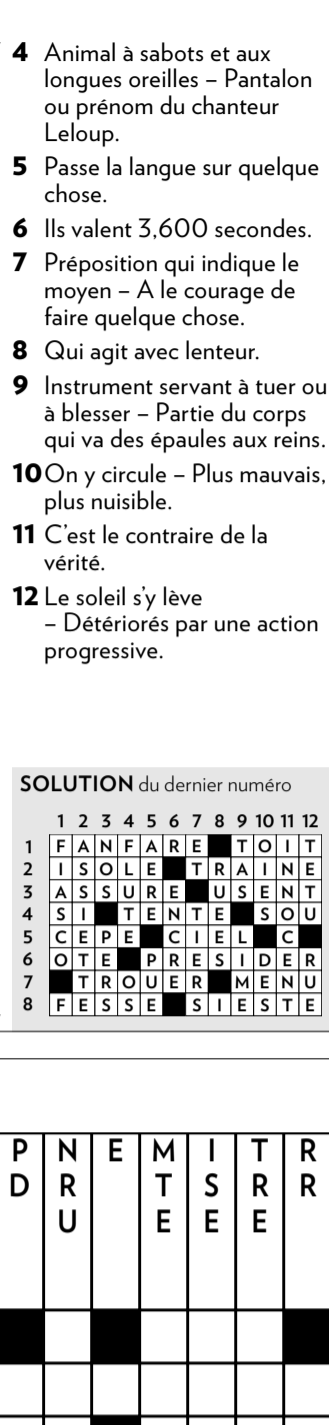 4 Animal à sabots et aux
longues oreilles – Pantalon
ou prénom du chanteur
Leloup.
5 Passe la langue sur quelque
chose.
6 Ils valent 3,600 secondes.
7 Préposition qui indique le
moyen – A le courage de
faire quelque chose.
8 Qui agit avec lenteur.
9 Instrument servant à tuer ou
à blesser – Partie du corps
qui va des épaules aux reins.
10 On y circule – Plus mauvais,
plus nuisible.
11 C'est le contraire de la
vérité.
12 Le soleil s'y lève
– Détériorés par une action
progressive.
SOLUTION du dernier numéro
1 2 3 4 5 6 7 8 9 10 11 12
1 F A N F A R E T O I T
2 I S O L E T R A I N E
3 A S S U R E U S E N T
4 S I T E N T E S O U
5 C E P E C I E L C
6 O T E P R E S I D E R
7 T R O U E R M E N U
8 F E S S E S I E S T E
P N E M I T R
D R T S R R
U E E E